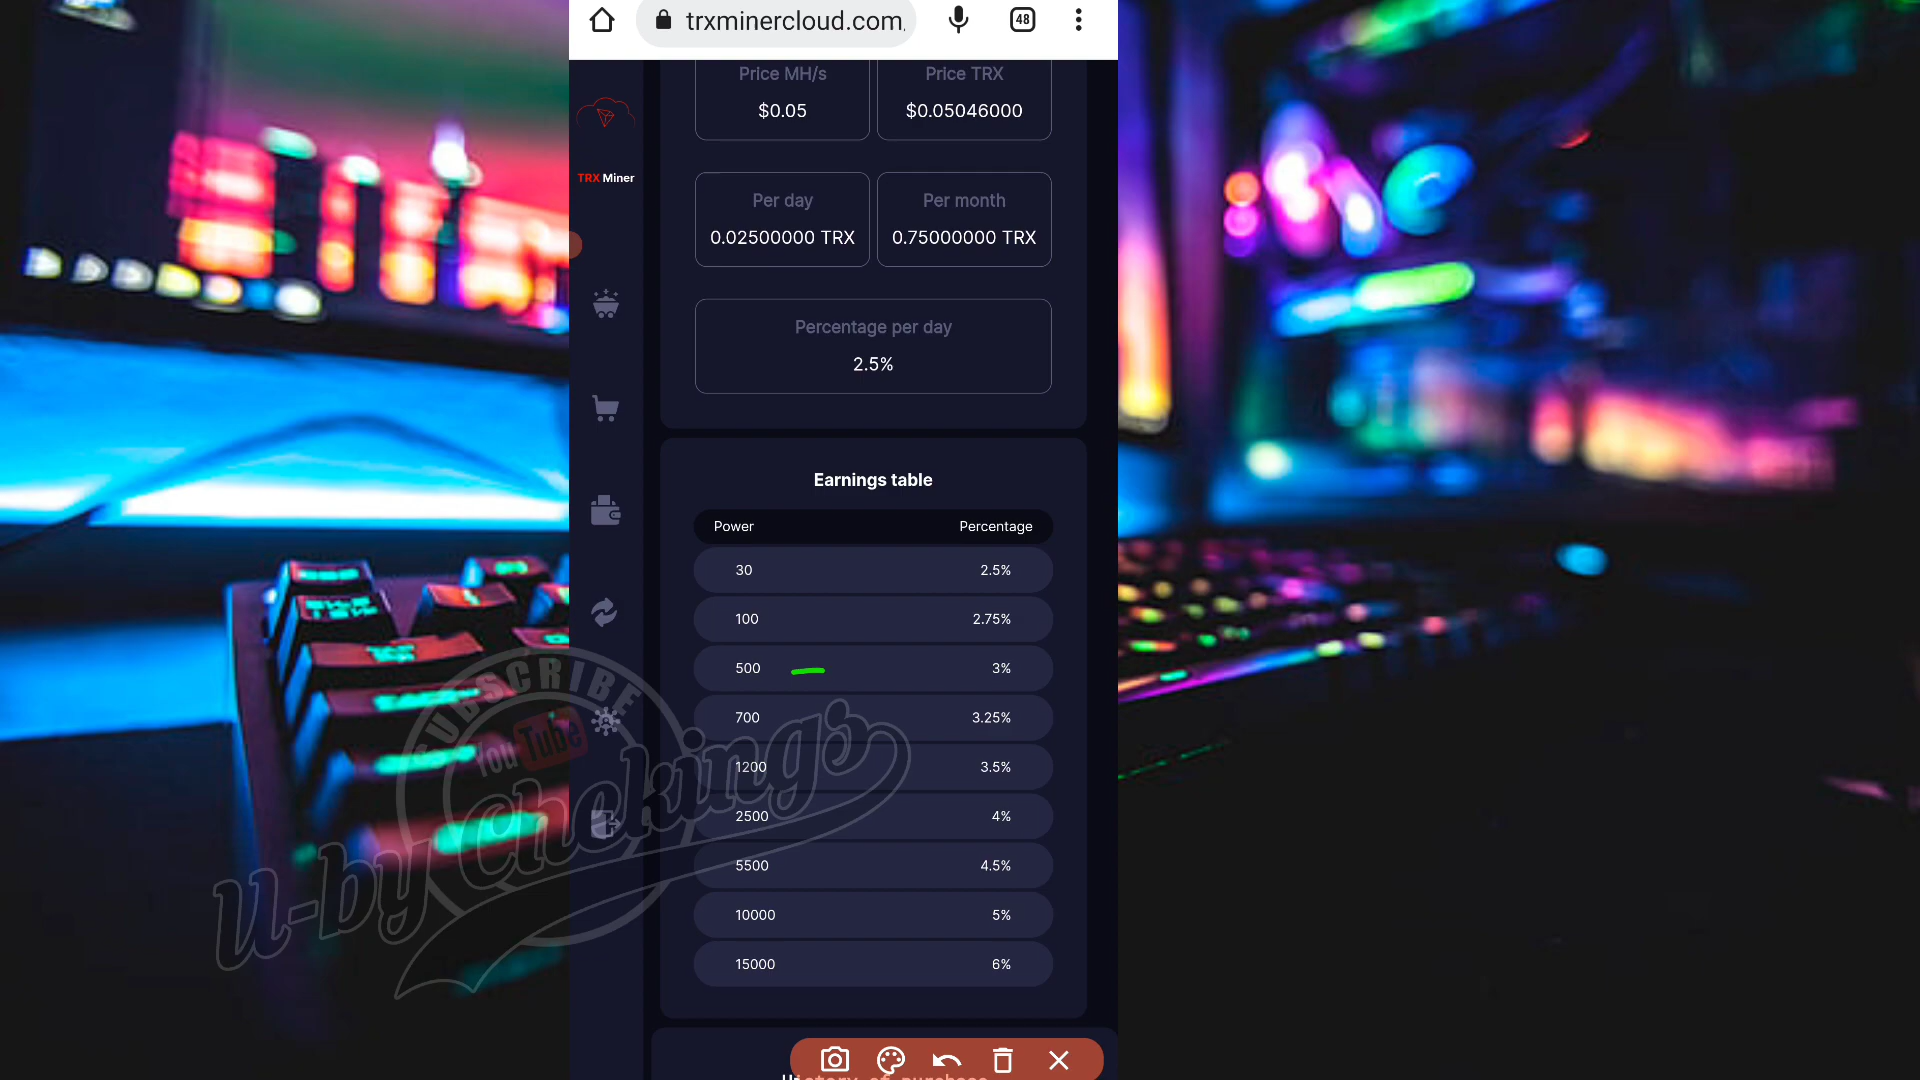 trxminercloud.com
48
Price MH/s
Price TRX
$0.05
$0.05046000
TRX Miner
Per day
Per month
0.02500000 TRX
0.75000000 TRX
Percentage per day
2.5%
Earnings table
Power Percentage
30 2.5%
100 2.75%
500 3%
700 3.25%
1200 3.5%
2500 4%
5500 4.5%
10000 5%
15000 6%
SUBSCRIBE
YouTube
u-by chekings
History of purchase